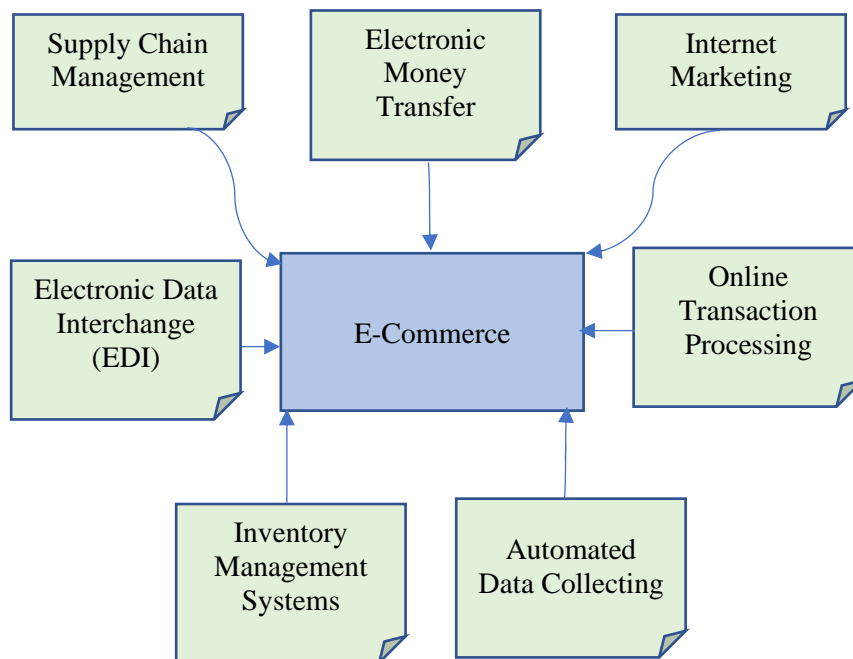 Supply Chain
Management
Electronic
Money
Transfer
Internet
Marketing
Electronic Data
Interchange
(EDI)
E-Commerce
Online
Transaction
Processing
Inventory
Management
Systems
Automated
Data Collecting